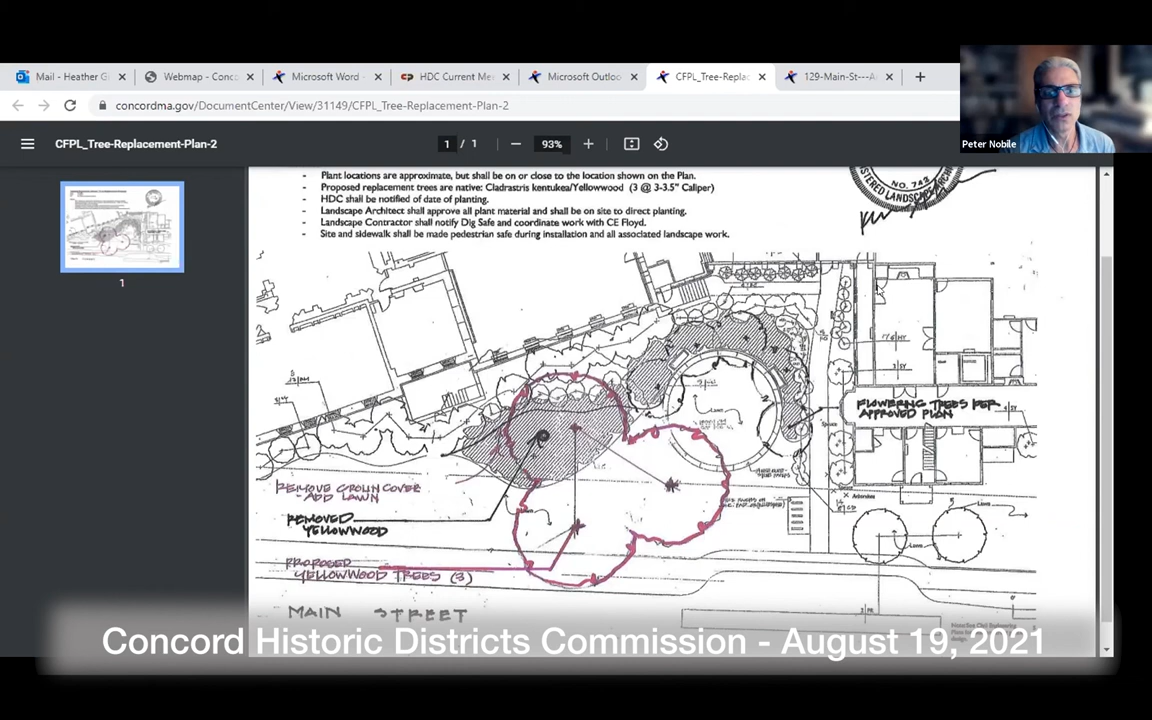 Mail - Heather Gi
Webmap - Conco
Microsoft Word -
HDC Current Me
Microsoft Outloo
CFPL_Tree-Replac
129-Main-St---A
concordma.gov/DocumentCenter/View/31149/CFPL_Tree-Replacement-Plan-2
CFPL_Tree-Replacement-Plan-2
1 / 1
93%
Peter Nobile
1
- Plant locations are approximate, but shall be on or close to the location shown on the Plan.
- Proposed replacement trees are native: Cladrastris kentukea/Yellowwood (3 @ 3-3.5" Caliper)
- HDC shall be notified of date of planting.
- Landscape Architect shall approve all plant material and shall be on site to direct planting.
- Landscape Contractor shall notify Dig Safe and coordinate work with CE Floyd.
- Site and sidewalk shall be made pedestrian safe during installation and all associated landscape work.
NO. 742
FLOWERING TREES PER
APPROVED PLAN
REMOVE GROUN COVER
- ADD LAWN
REMOVED
YELLOWWOOD
PROPOSED
YELLOWWOOD TREES (3)
MAIN STREET
Concord Historic Districts Commission - August 19, 2021